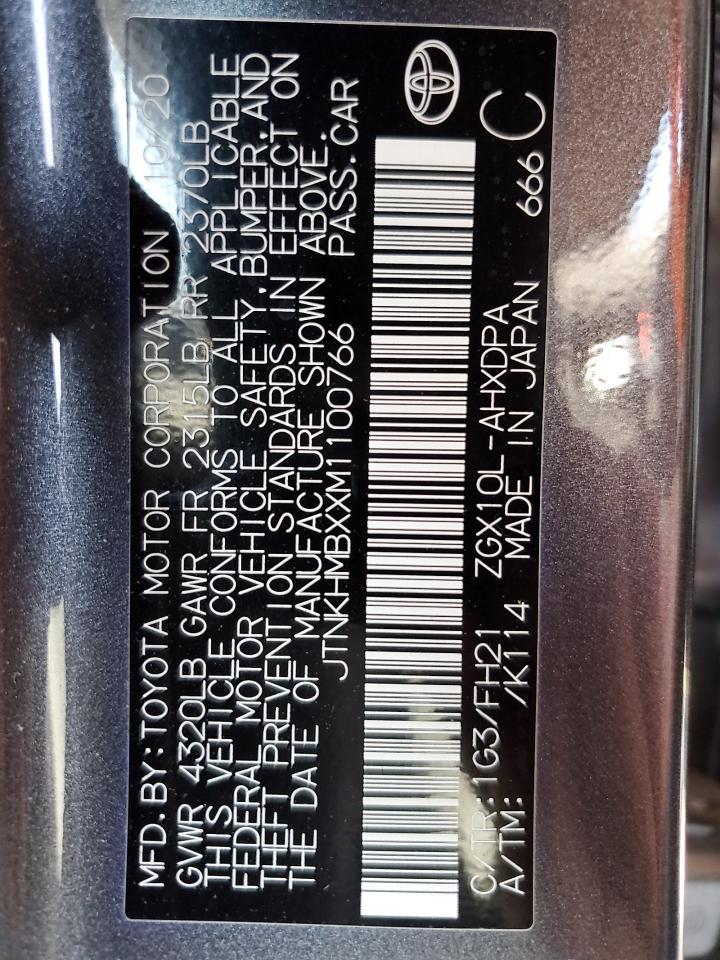 MFD.BY:TOYOTA MOTOR CORPORATION 10/20
GVWR 4320LB GAWR FR 2315LB RR 2370LB
THIS VEHICLE CONFORMS TO ALL APPLICABLE
FEDERAL MOTOR VEHICLE SAFETY,BUMPER,AND
THEFT PREVENTION STANDARDS IN EFFECT ON
THE DATE OF MANUFACTURE SHOWN ABOVE.
JTNKHMBXXM1100766 PASS.CAR
C/TR:1G3/FH21 ZGX10L-AHXDPA 666 C
A/TM: /K114 MADE IN JAPAN